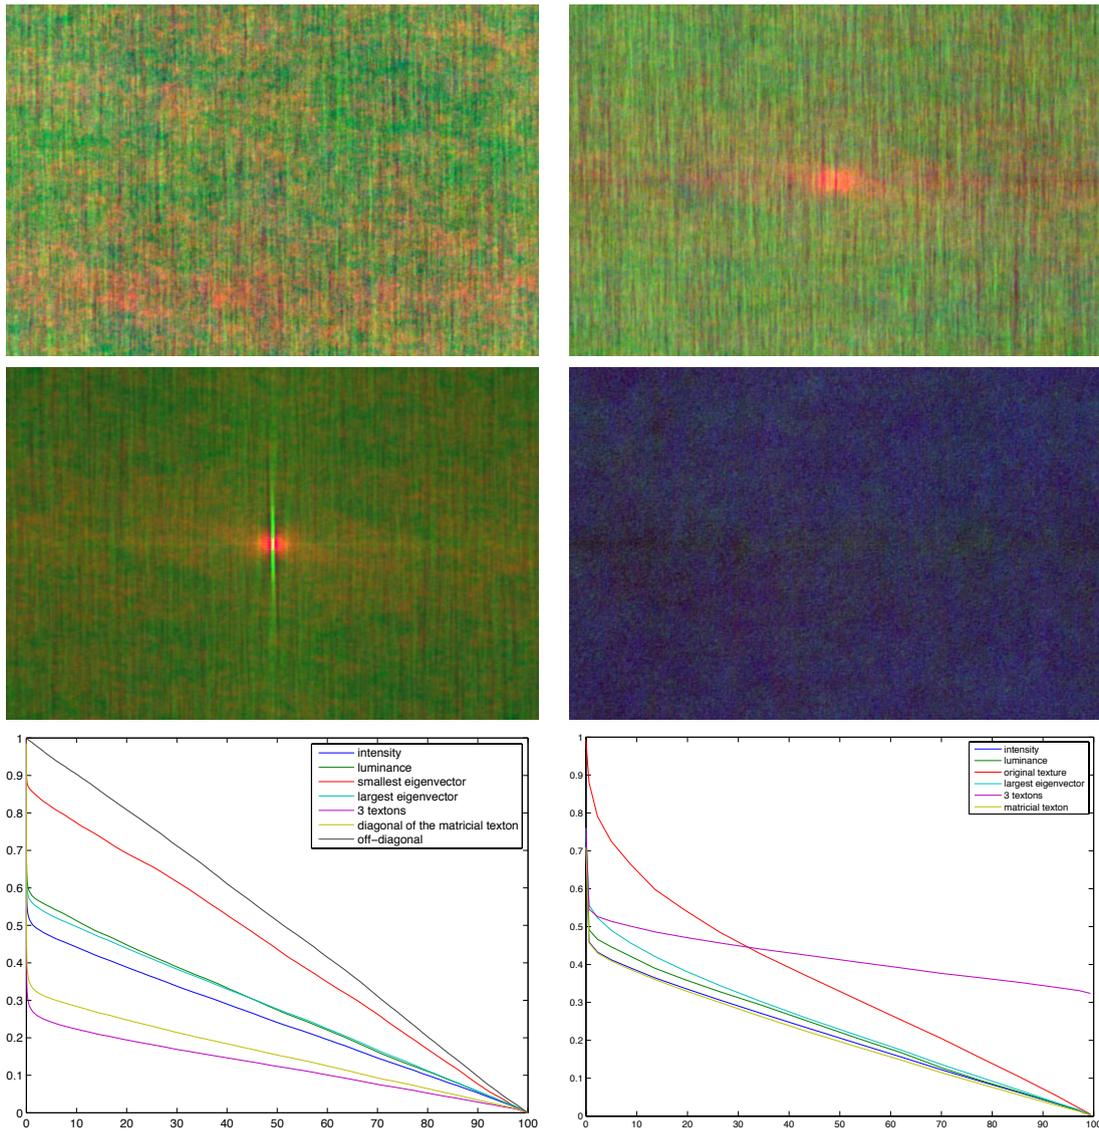 1
0.9
0.8
0.7
0.6
0.5
0.4
0.3
0.2
0.1
0
0 10 20 30 40 50 60 70 80 90 100
intensity
luminance
smallest eigenvector
largest eigenvector
3 textons
diagonal of the matricial texton
off-diagonal
1
0.9
0.8
0.7
0.6
0.5
0.4
0.3
0.2
0.1
0
0 10 20 30 40 50 60 70 80 90 100
intensity
luminance
original texture
largest eigenvector
3 textons
matricial texton